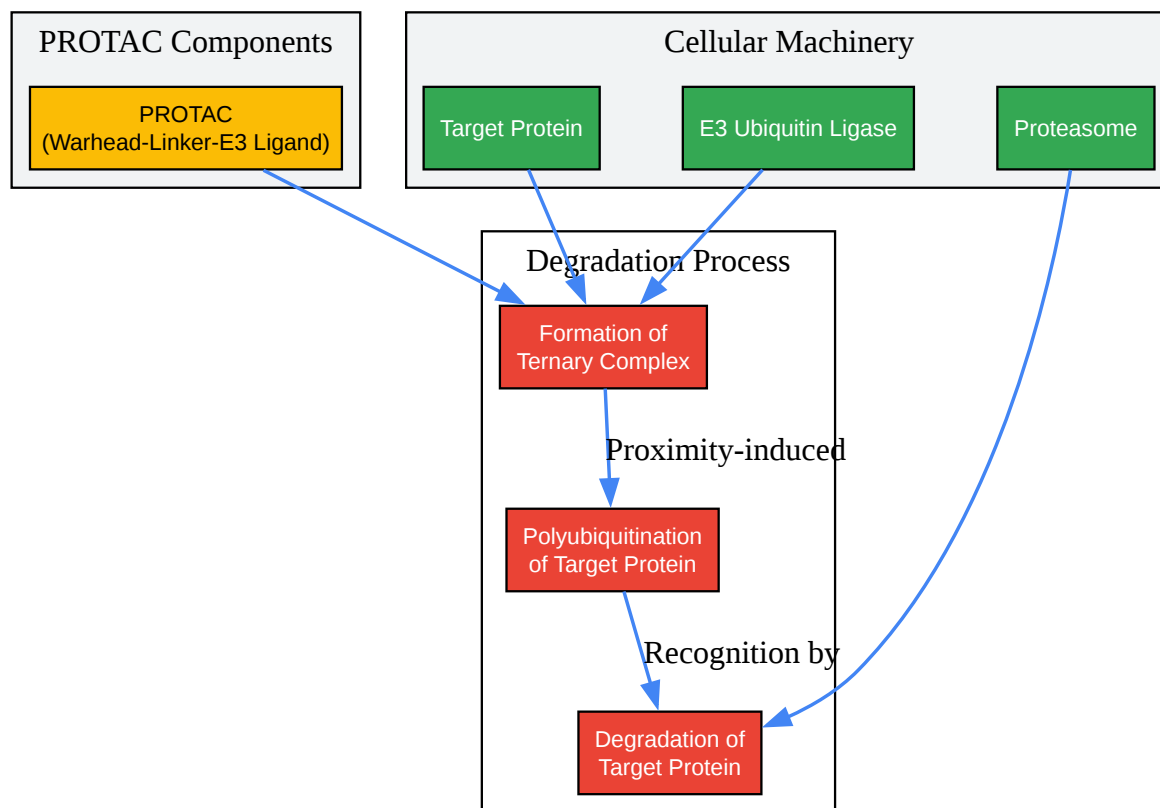 PROTAC Components
Cellular Machinery
PROTAC
(Warhead-Linker-E3 Ligand)
Target Protein
E3 Ubiquitin Ligase
Proteasome
Degradation Process
Formation of
Ternary Complex
Proximity-induced
Polyubiquitination
of Target Protein
Recognition by
Degradation of
Target Protein